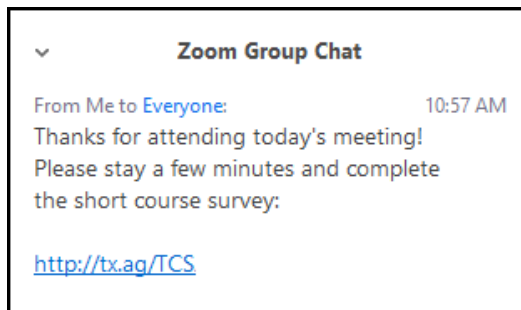 Zoom Group Chat
From Me to Everyone: 10:57 AM
Thanks for attending today's meeting!
Please stay a few minutes and complete
the short course survey:
http://tx.ag/TCS